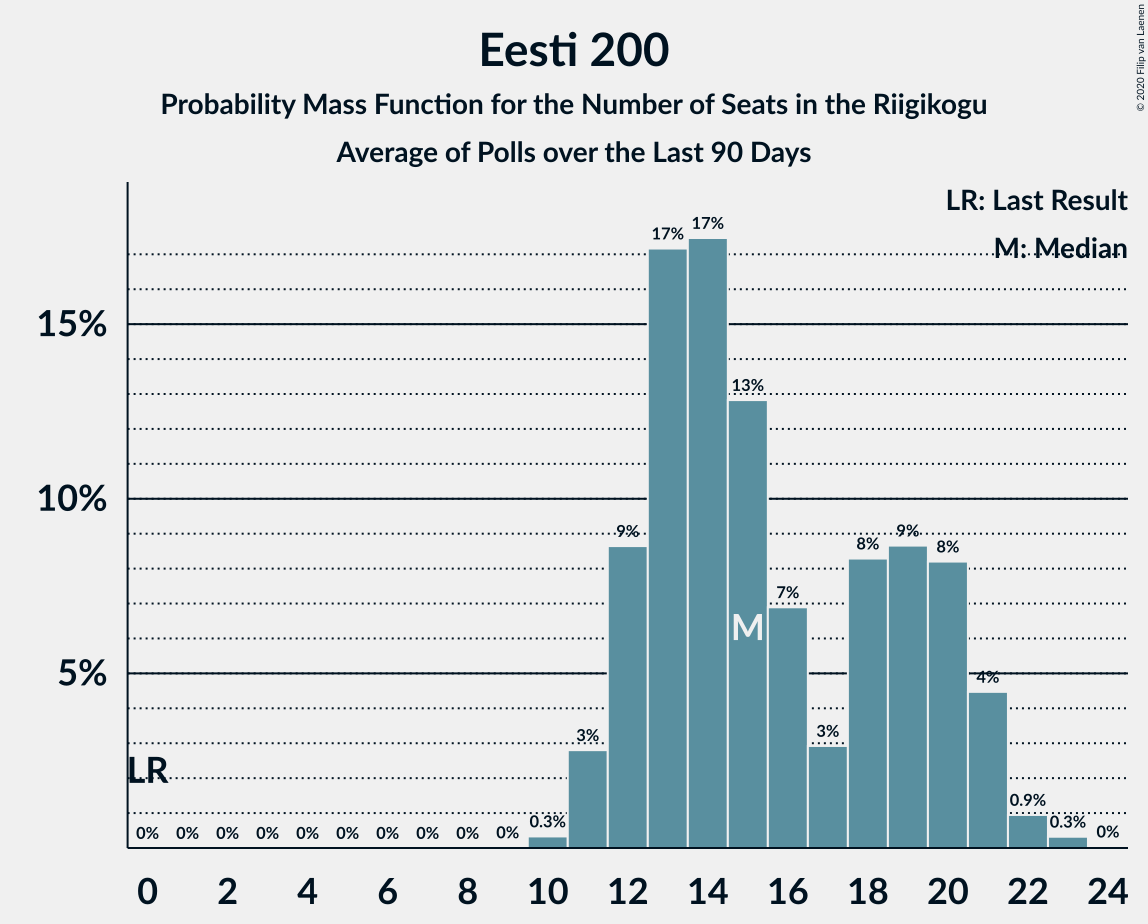 Eesti 200
Probability Mass Function for the Number of Seats in the Riigikogu
Average of Polls over the Last 90 Days
© 2020 Filip van Laenen
LR: Last Result
M: Median
15%
10%
5%
LR
M
0% 0% 0% 0% 0% 0% 0% 0% 0% 0% 0.3% 3% 9% 17% 17% 13% 7% 3% 8% 9% 8% 4% 0.9% 0.3% 0%
0 2 4 6 8 10 12 14 16 18 20 22 24